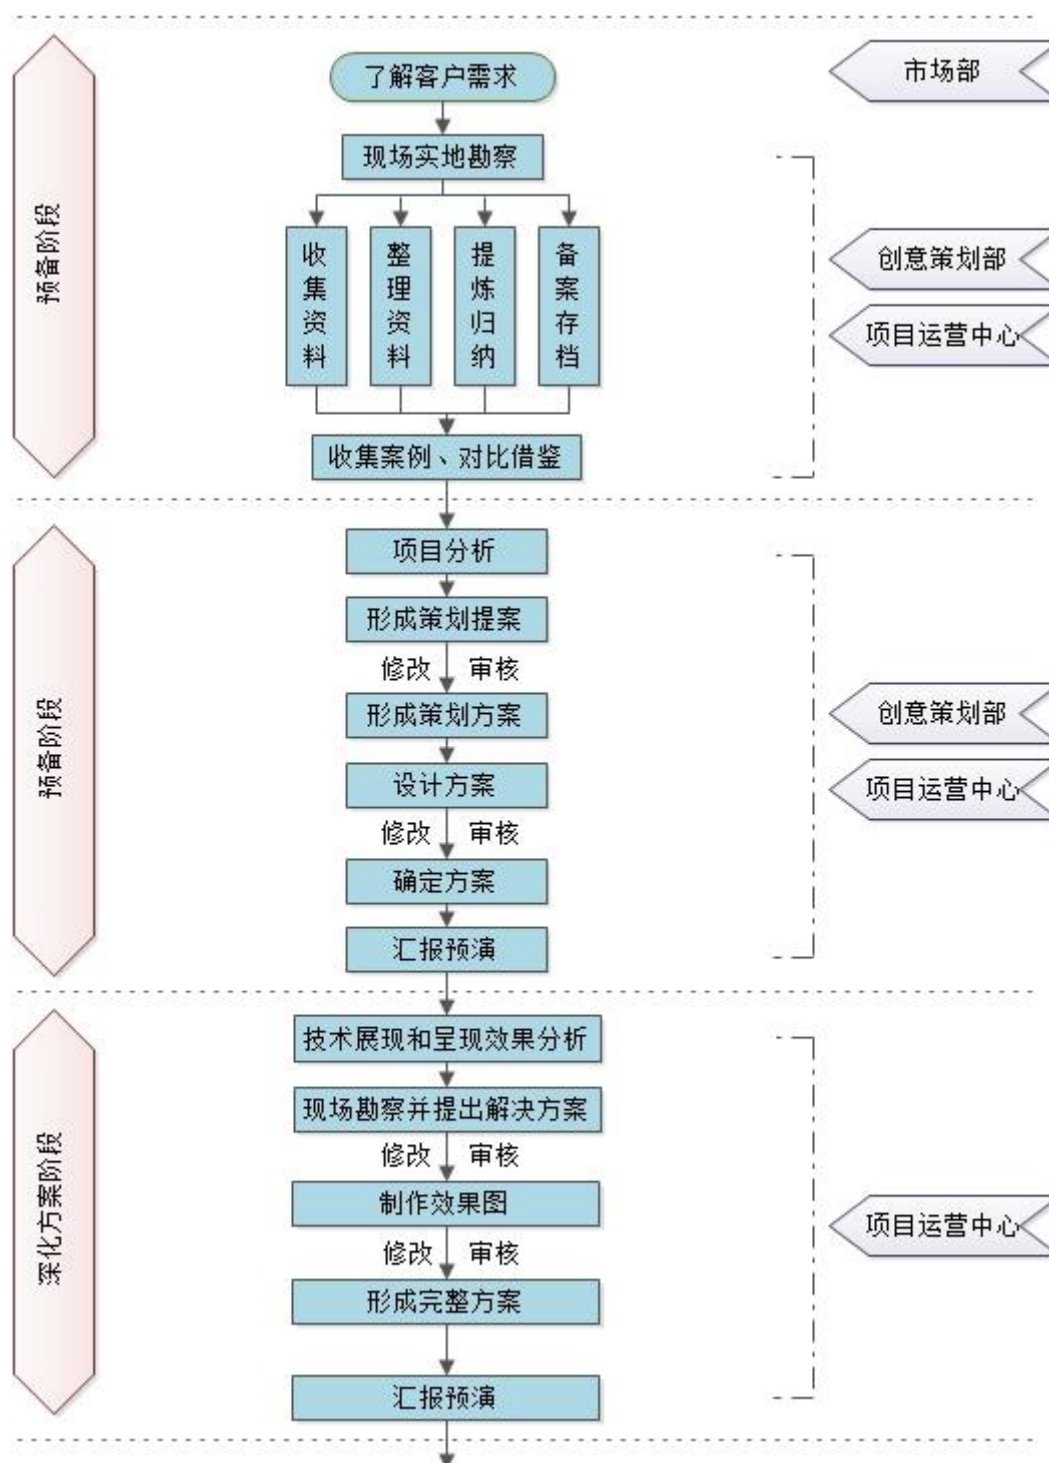 了解客户需求
市场部
现场实地勘察
预备阶段
收集资料
整理资料
提炼归纳
备案存档
创意策划部
项目运营中心
收集案例、对比借鉴
项目分析
形成策划提案
修改 审核
形成策划方案
预备阶段
创意策划部
设计方案
项目运营中心
修改 审核
确定方案
汇报预演
技术展现和呈现效果分析
现场勘察并提出解决方案
修改 审核
深化方案阶段
制作效果图
项目运营中心
修改 审核
形成完整方案
汇报预演